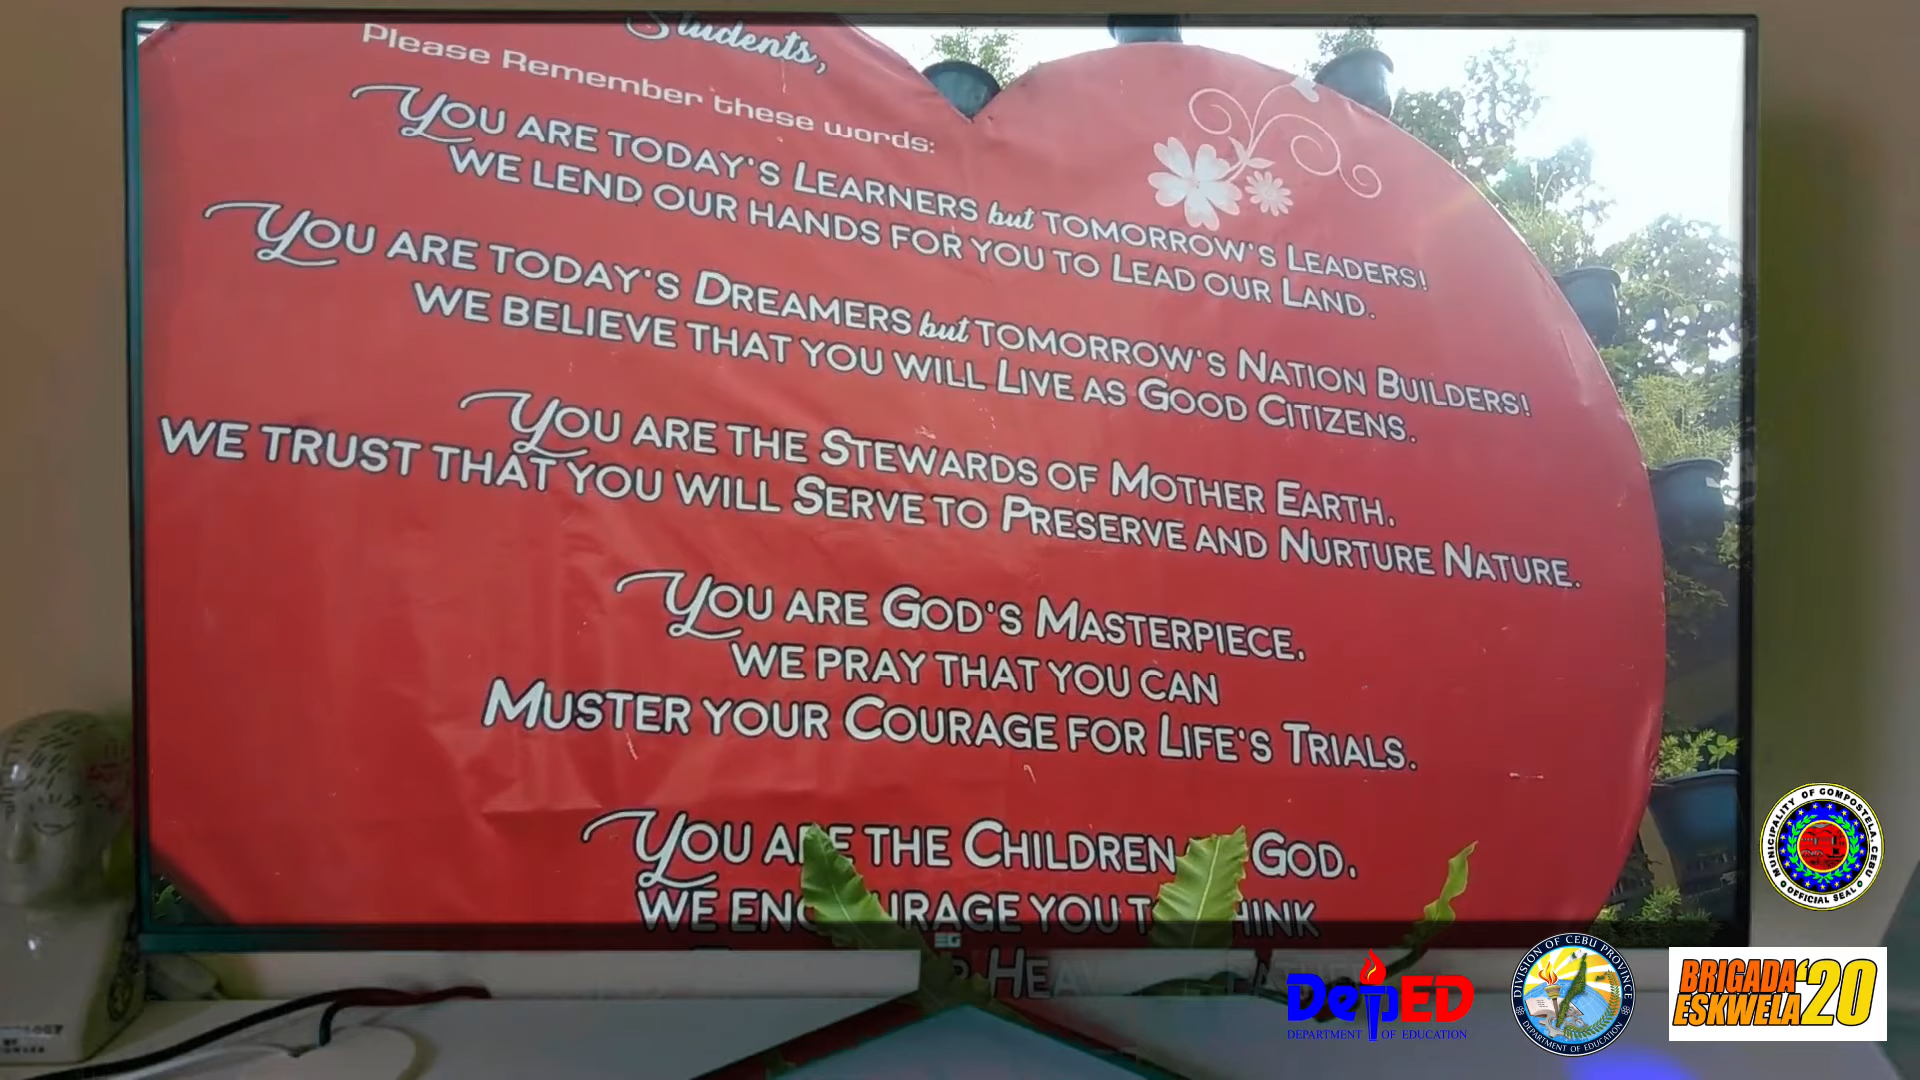 Students,
Please Remember these words:
YOU ARE TODAY'S LEARNERS but TOMORROW'S LEADERS!
WE LEND OUR HANDS FOR YOU TO LEAD OUR LAND.
YOU ARE TODAY'S DREAMERS but TOMORROW'S NATION BUILDERS!
WE BELIEVE THAT YOU WILL LIVE AS GOOD CITIZENS.
YOU ARE THE STEWARDS OF MOTHER EARTH.
WE TRUST THAT YOU WILL SERVE TO PRESERVE AND NURTURE NATURE.
YOU ARE GOD'S MASTERPIECE.
WE PRAY THAT YOU CAN
MUSTER YOUR COURAGE FOR LIFE'S TRIALS.
YOU ARE THE CHILDREN GOD.
WE ENCOURAGE YOU THINK
MUNICIPALITY OF COMPOSTELA, CEBU
OFFICIAL SEAL
DepED
DEPARTMENT OF EDUCATION
DIVISION OF CEBU PROVINCE
DEPARTMENT OF EDUCATION
BRIGADA
ESKWELA '20